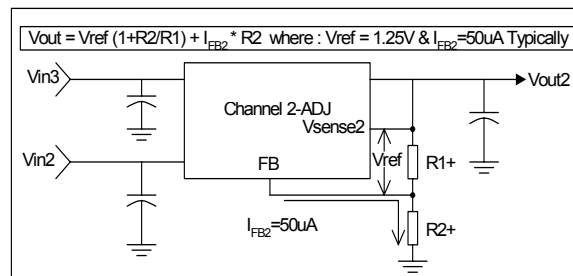 Vout = Vref (1+R2/R1) + IFB2 * R2 where : Vref = 1.25V & IFB2=50uA Typically
Vin3
Channel 2-ADJ
Vout2
Vsense2
Vin2
FB
Vref
R1+
IFB2=50uA
R2+